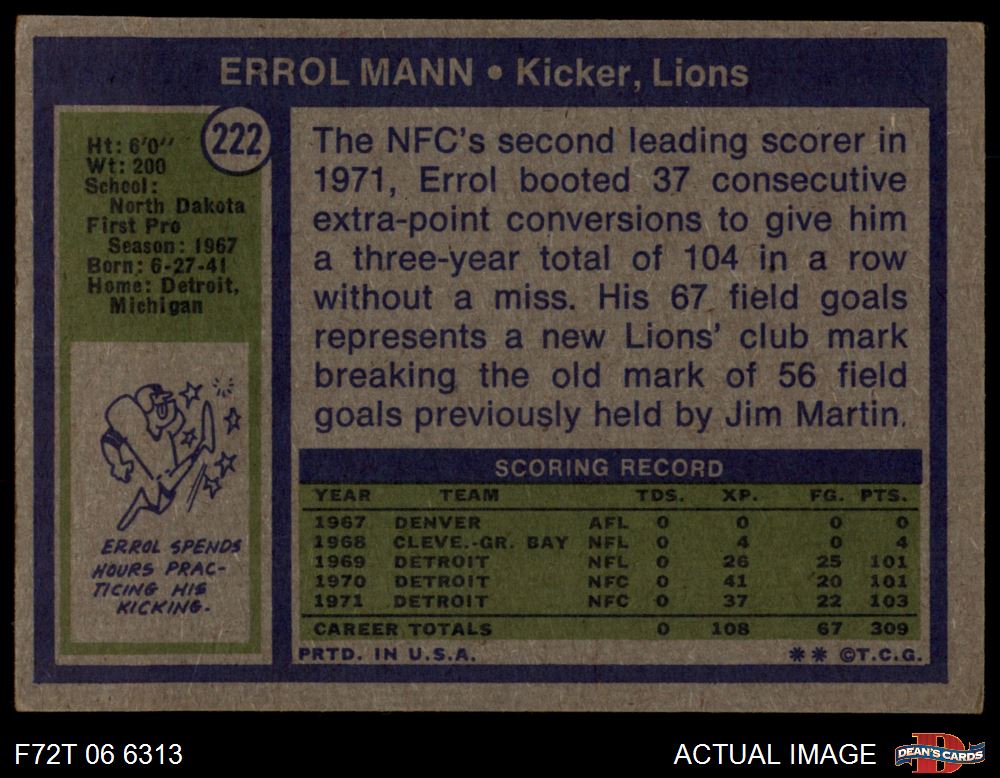 ERROL MANN • Kicker, Lions
222
Ht: 6'0"
Wt: 200
School:
North Dakota
First Pro
Season: 1967
Born: 6-27-41
Home: Detroit,
Michigan
ERROL SPENDS
HOURS PRAC-
TICING HIS
KICKING.
The NFC's second leading scorer in
1971, Errol booted 37 consecutive
extra-point conversions to give him
a three-year total of 104 in a row
without a miss. His 67 field goals
represents a new Lions' club mark
breaking the old mark of 56 field
goals previously held by Jim Martin.
SCORING RECORD
YEAR TEAM TDS. XP. FG. PTS.
1967 DENVER AFL 0 0 0 0
1968 CLEVE.-GR. BAY NFL 0 4 0 4
1969 DETROIT NFL 0 26 25 101
1970 DETROIT NFC 0 41 20 101
1971 DETROIT NFC 0 37 22 103
CAREER TOTALS 0 108 67 309
PRTD. IN U.S.A. ** ©T.C.G.
F72T 06 6313 ACTUAL IMAGE D DEAN'S CARDS